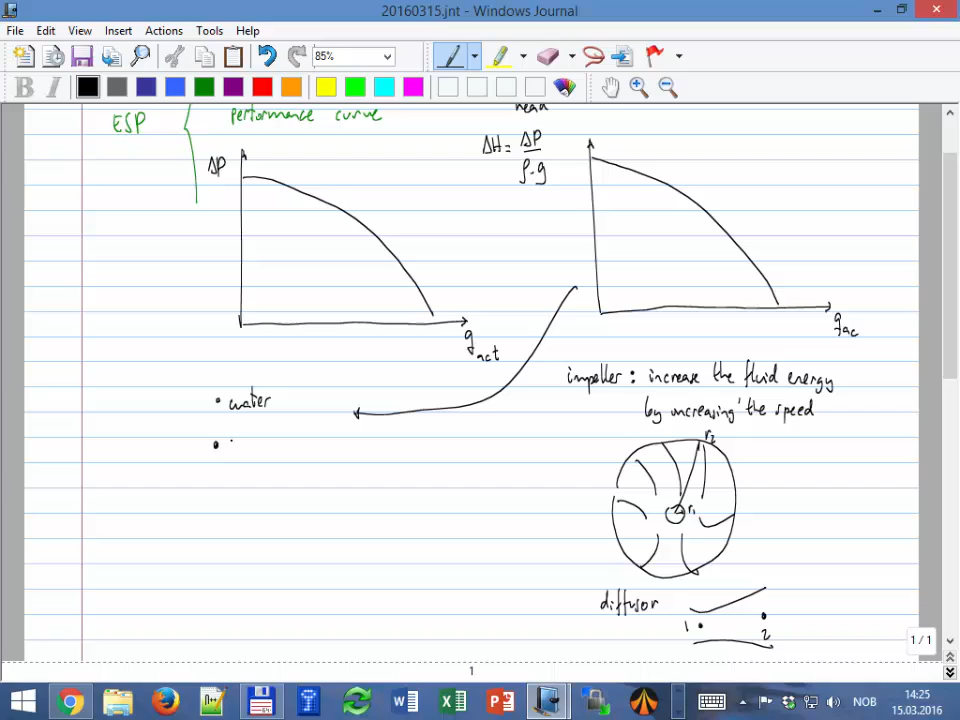 20160315.jnt - Windows Journal
File Edit View Insert Actions Tools Help
85%
B I
ESP
performance curve
head
ΔP
ΔH = ΔP
ρ·g
q act
q ac
• water
impeller : increase the fluid energy
by increasing the speed
r2
r1
diffusor
1
2
1 / 1
1
NOB
14:25
15.03.2016